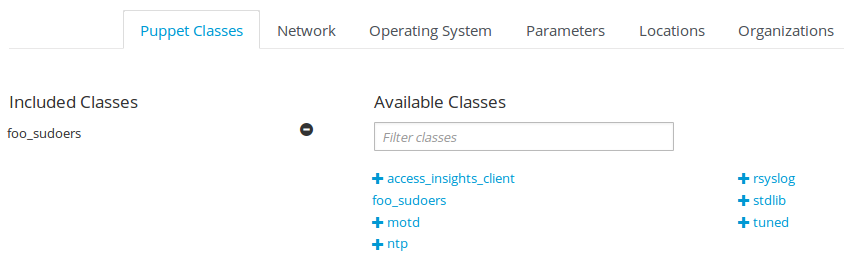 Puppet Classes Network Operating System Parameters Locations Organizations
Included Classes
foo_sudoers
Available Classes
Filter classes
access_insights_client
foo_sudoers
motd
ntp
rsyslog
stdlib
tuned